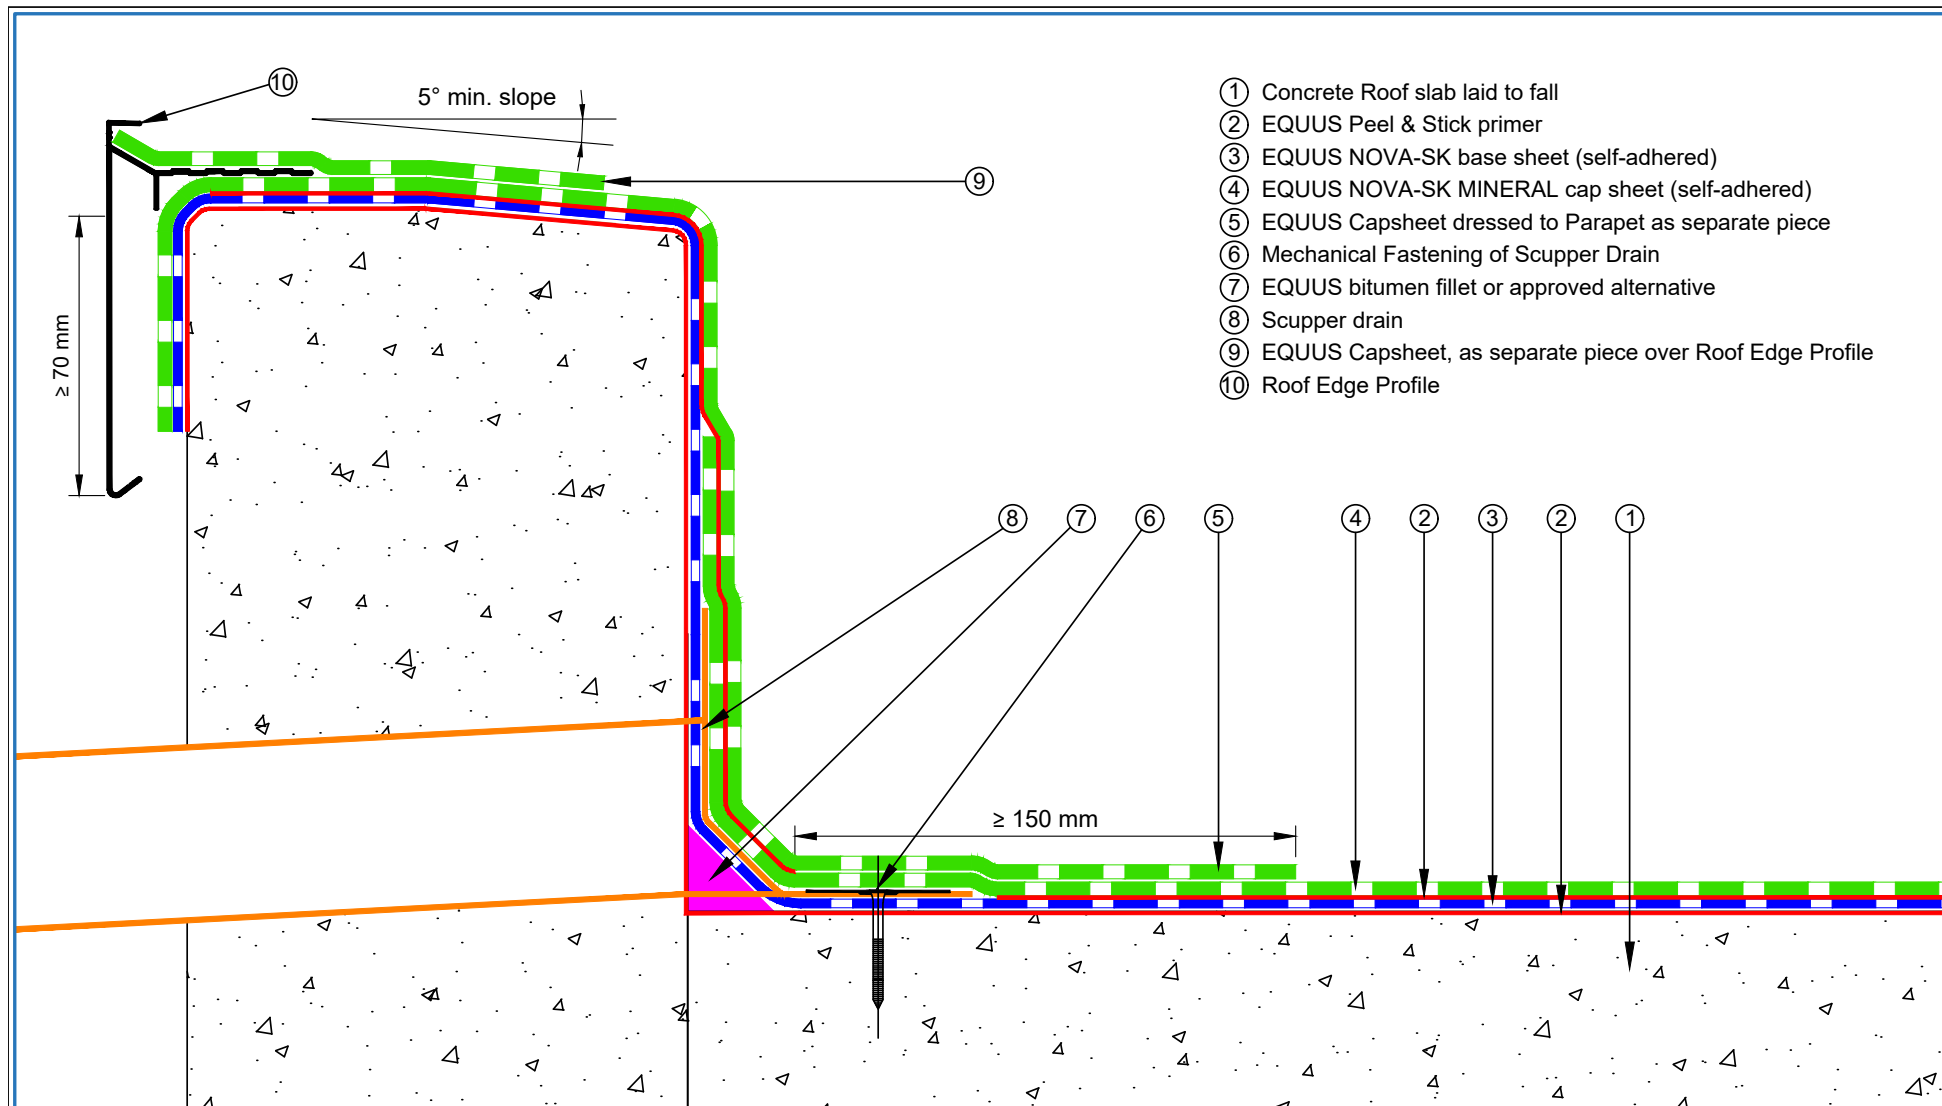 10
5° min. slope
9
≥ 70 mm
1 Concrete Roof slab laid to fall
2 EQUUS Peel & Stick primer
3 EQUUS NOVA-SK base sheet (self-adhered)
4 EQUUS NOVA-SK MINERAL cap sheet (self-adhered)
5 EQUUS Capsheet dressed to Parapet as separate piece
6 Mechanical Fastening of Scupper Drain
7 EQUUS bitumen fillet or approved alternative
8 Scupper drain
9 EQUUS Capsheet, as separate piece over Roof Edge Profile
10 Roof Edge Profile
8 7 6 5 4 2 3 2 1
≥ 150 mm